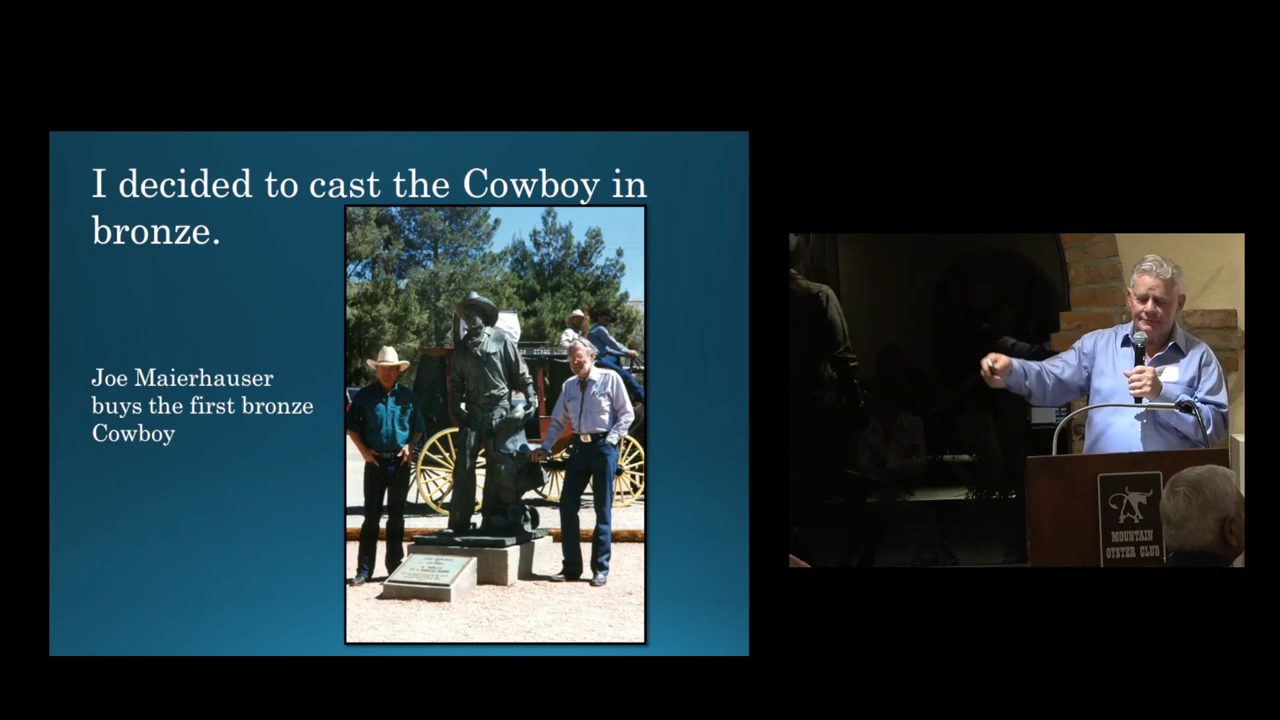 I decided to cast the Cowboy in
bronze.
Joe Maierhauser
buys the first bronze
Cowboy
MOUNTAIN
OYSTER CLUB